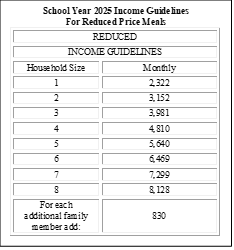 School Year 2025 Income Guidelines
For Reduced Price Meals
REDUCED
INCOME GUIDELINES
Household Size Monthly
1 2,322
2 3,152
3 3,981
4 4,810
5 5,640
6 6,469
7 7,299
8 8,128
For each
additional family 830
member add: